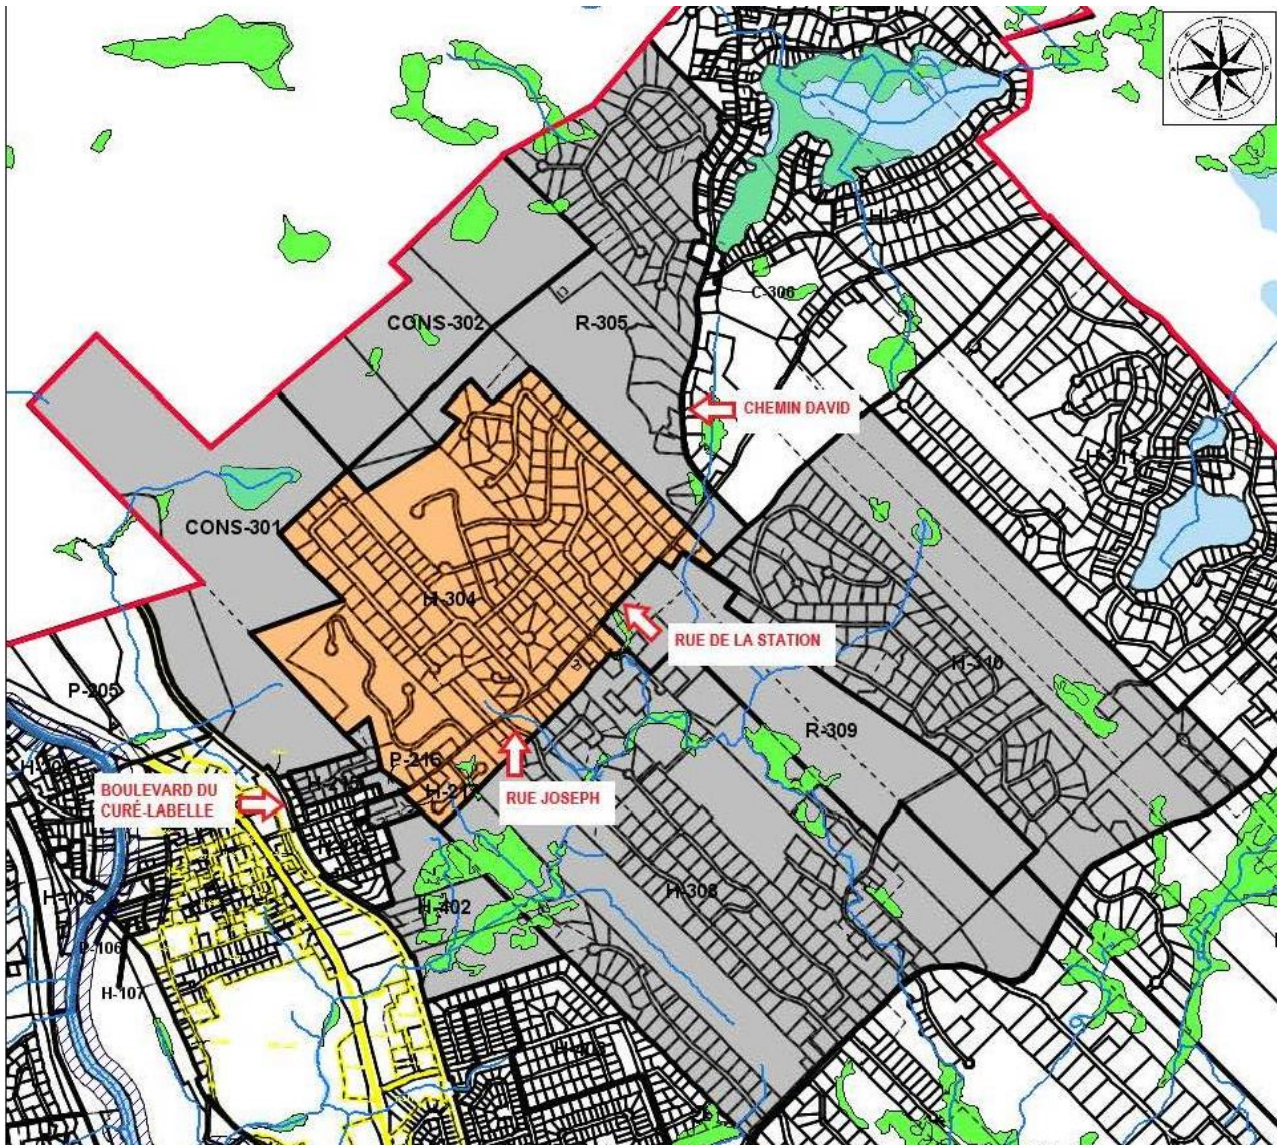 H-307
C-306
CONS-302
R-305
CHEMIN DAVID
CONS-301
H-304
RUE DE LA STATION
H-310
P-205
R-309
P-216
BOULEVARD DU
CURÉ-LABELLE
RUE JOSEPH
H-308
H-402
P-106
H-107